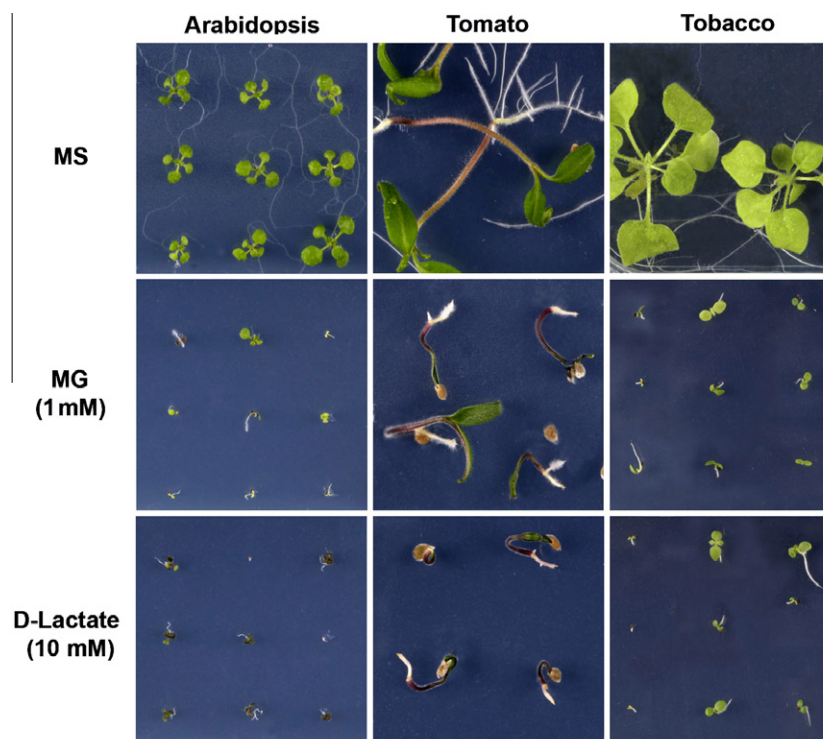 Arabidopsis Tomato Tobacco
MS
MG
(1 mM)
D-Lactate
(10 mM)